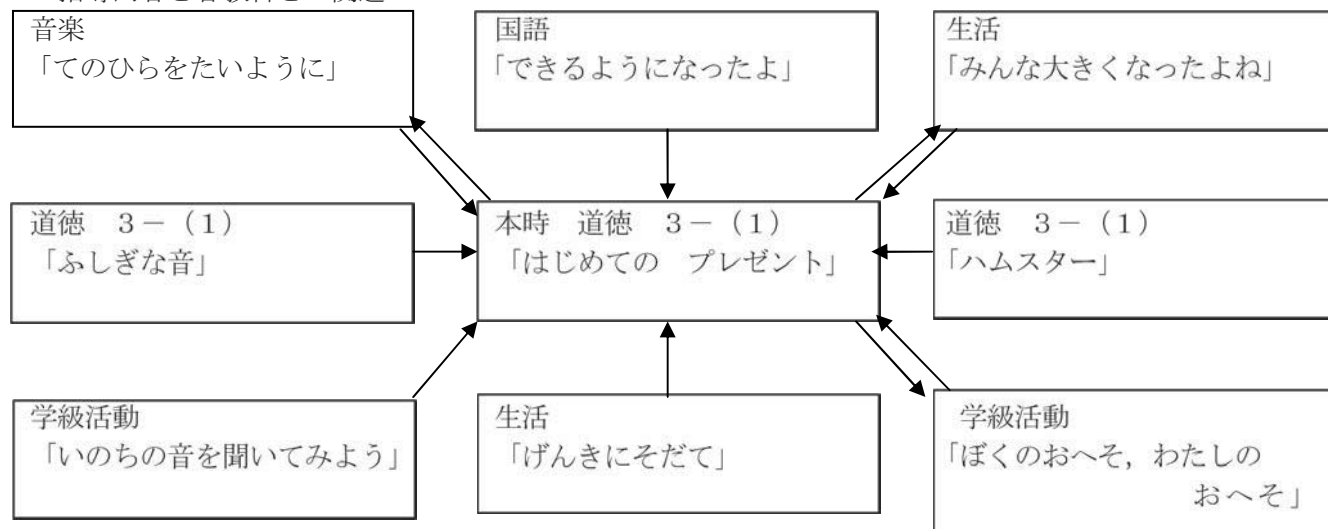 音楽
「てのひらをたいように」
国語
「できるようになったよ」
生活
「みんな大きくなったよね」
道徳　３－（１）
「ふしぎな音」
本時　道徳　３－（１）
「はじめての　プレゼント」
道徳　３－（１）
「ハムスター」
学級活動
「いのちの音を聞いてみよう」
生活
「げんきにそだて」
学級活動
「ぼくのおへそ，わたしの
おへそ」